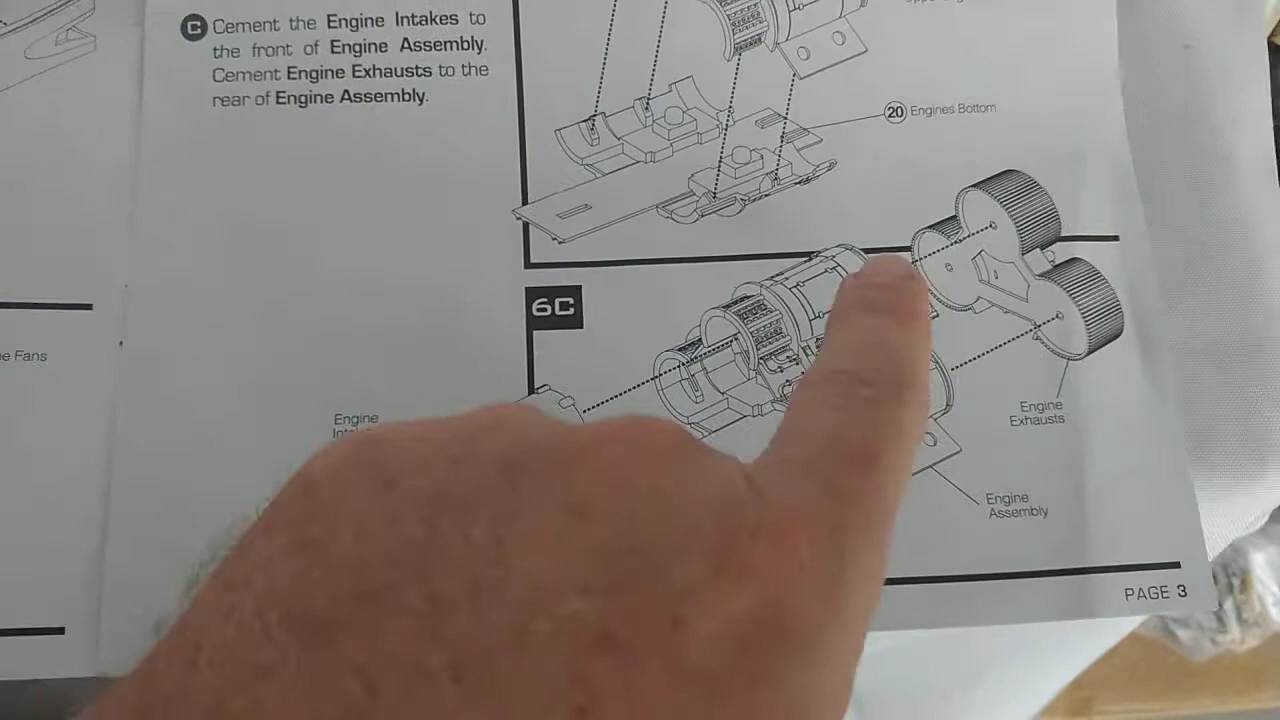 C Cement the Engine Intakes to
the front of Engine Assembly.
Cement Engine Exhausts to the
rear of Engine Assembly.
20 Engines Bottom
6C
e Fans
Engine
Engine
Exhausts
Engine
Assembly
PAGE 3